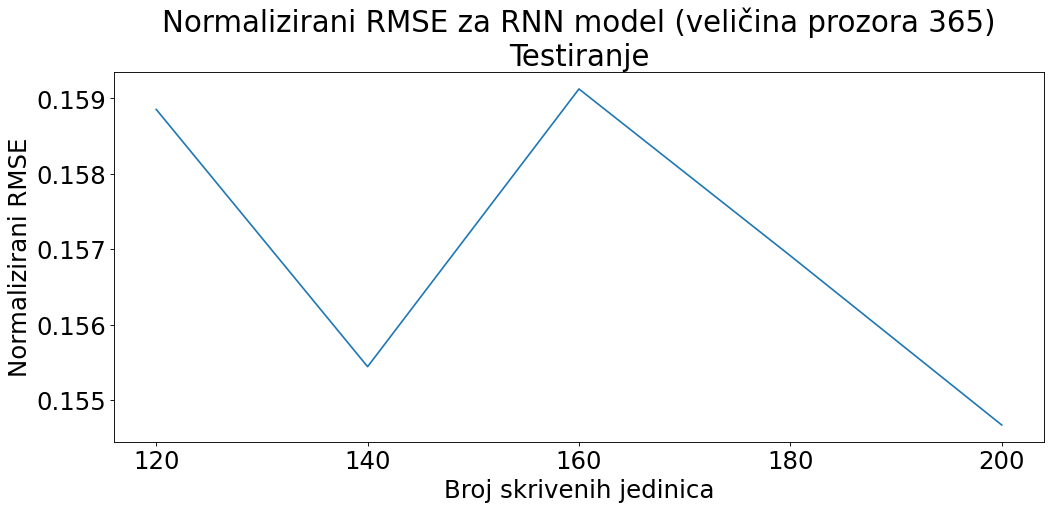 Normalizirani RMSE za RNN model (veličina prozora 365)
Testiranje
Normalizirani RMSE
0.159
0.158
0.157
0.156
0.155
120 140 160 180 200
Broj skrivenih jedinica